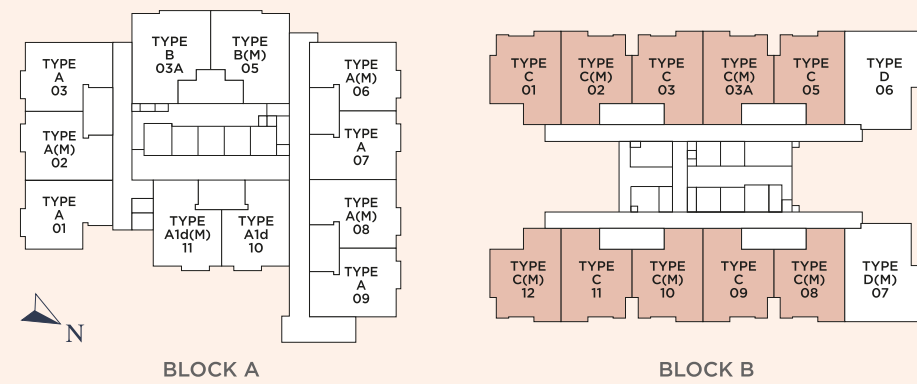 TYPE
A
03
TYPE
A(M)
02
TYPE
A
01
TYPE
B
03A
TYPE
B(M)
05
TYPE
A(M)
06
TYPE
A
07
TYPE
A(M)
08
TYPE
A
09
TYPE
A1d(M)
11
TYPE
A1d
10
N
BLOCK A
TYPE
C
01
TYPE
C(M)
02
TYPE
C
03
TYPE
C(M)
03A
TYPE
C
05
TYPE
D
06
TYPE
C(M)
12
TYPE
C
11
TYPE
C(M)
10
TYPE
C
09
TYPE
C(M)
08
TYPE
D(M)
07
BLOCK B